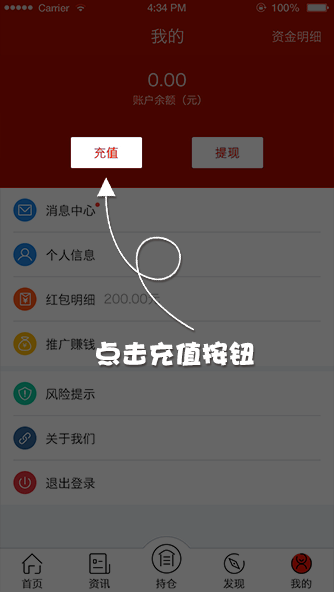 Carrier 4:34 PM 100%
我的 资金明细
0.00
账户余额（元）
充值 提现
消息中心
个人信息
红包明细 200.00元
推广赚钱
点击充值按钮
风险提示
关于我们
退出登录
首页 资讯 持仓 发现 我的